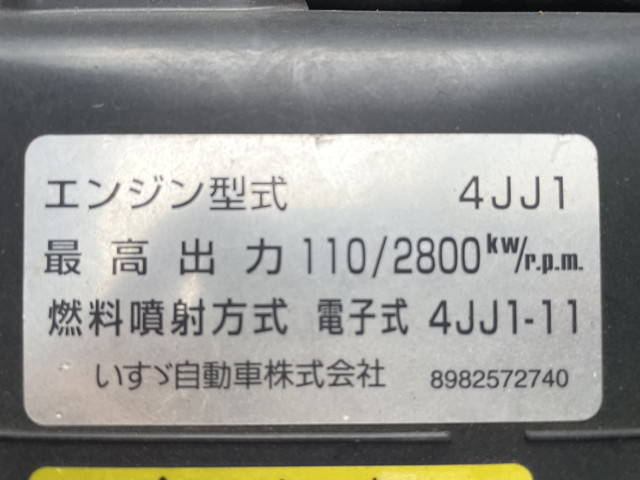 エンジン型式 4JJ1
最高出力 110/2800 kW/r.p.m.
燃料噴射方式 電子式 4JJ1-11
いすゞ自動車株式会社 8982572740